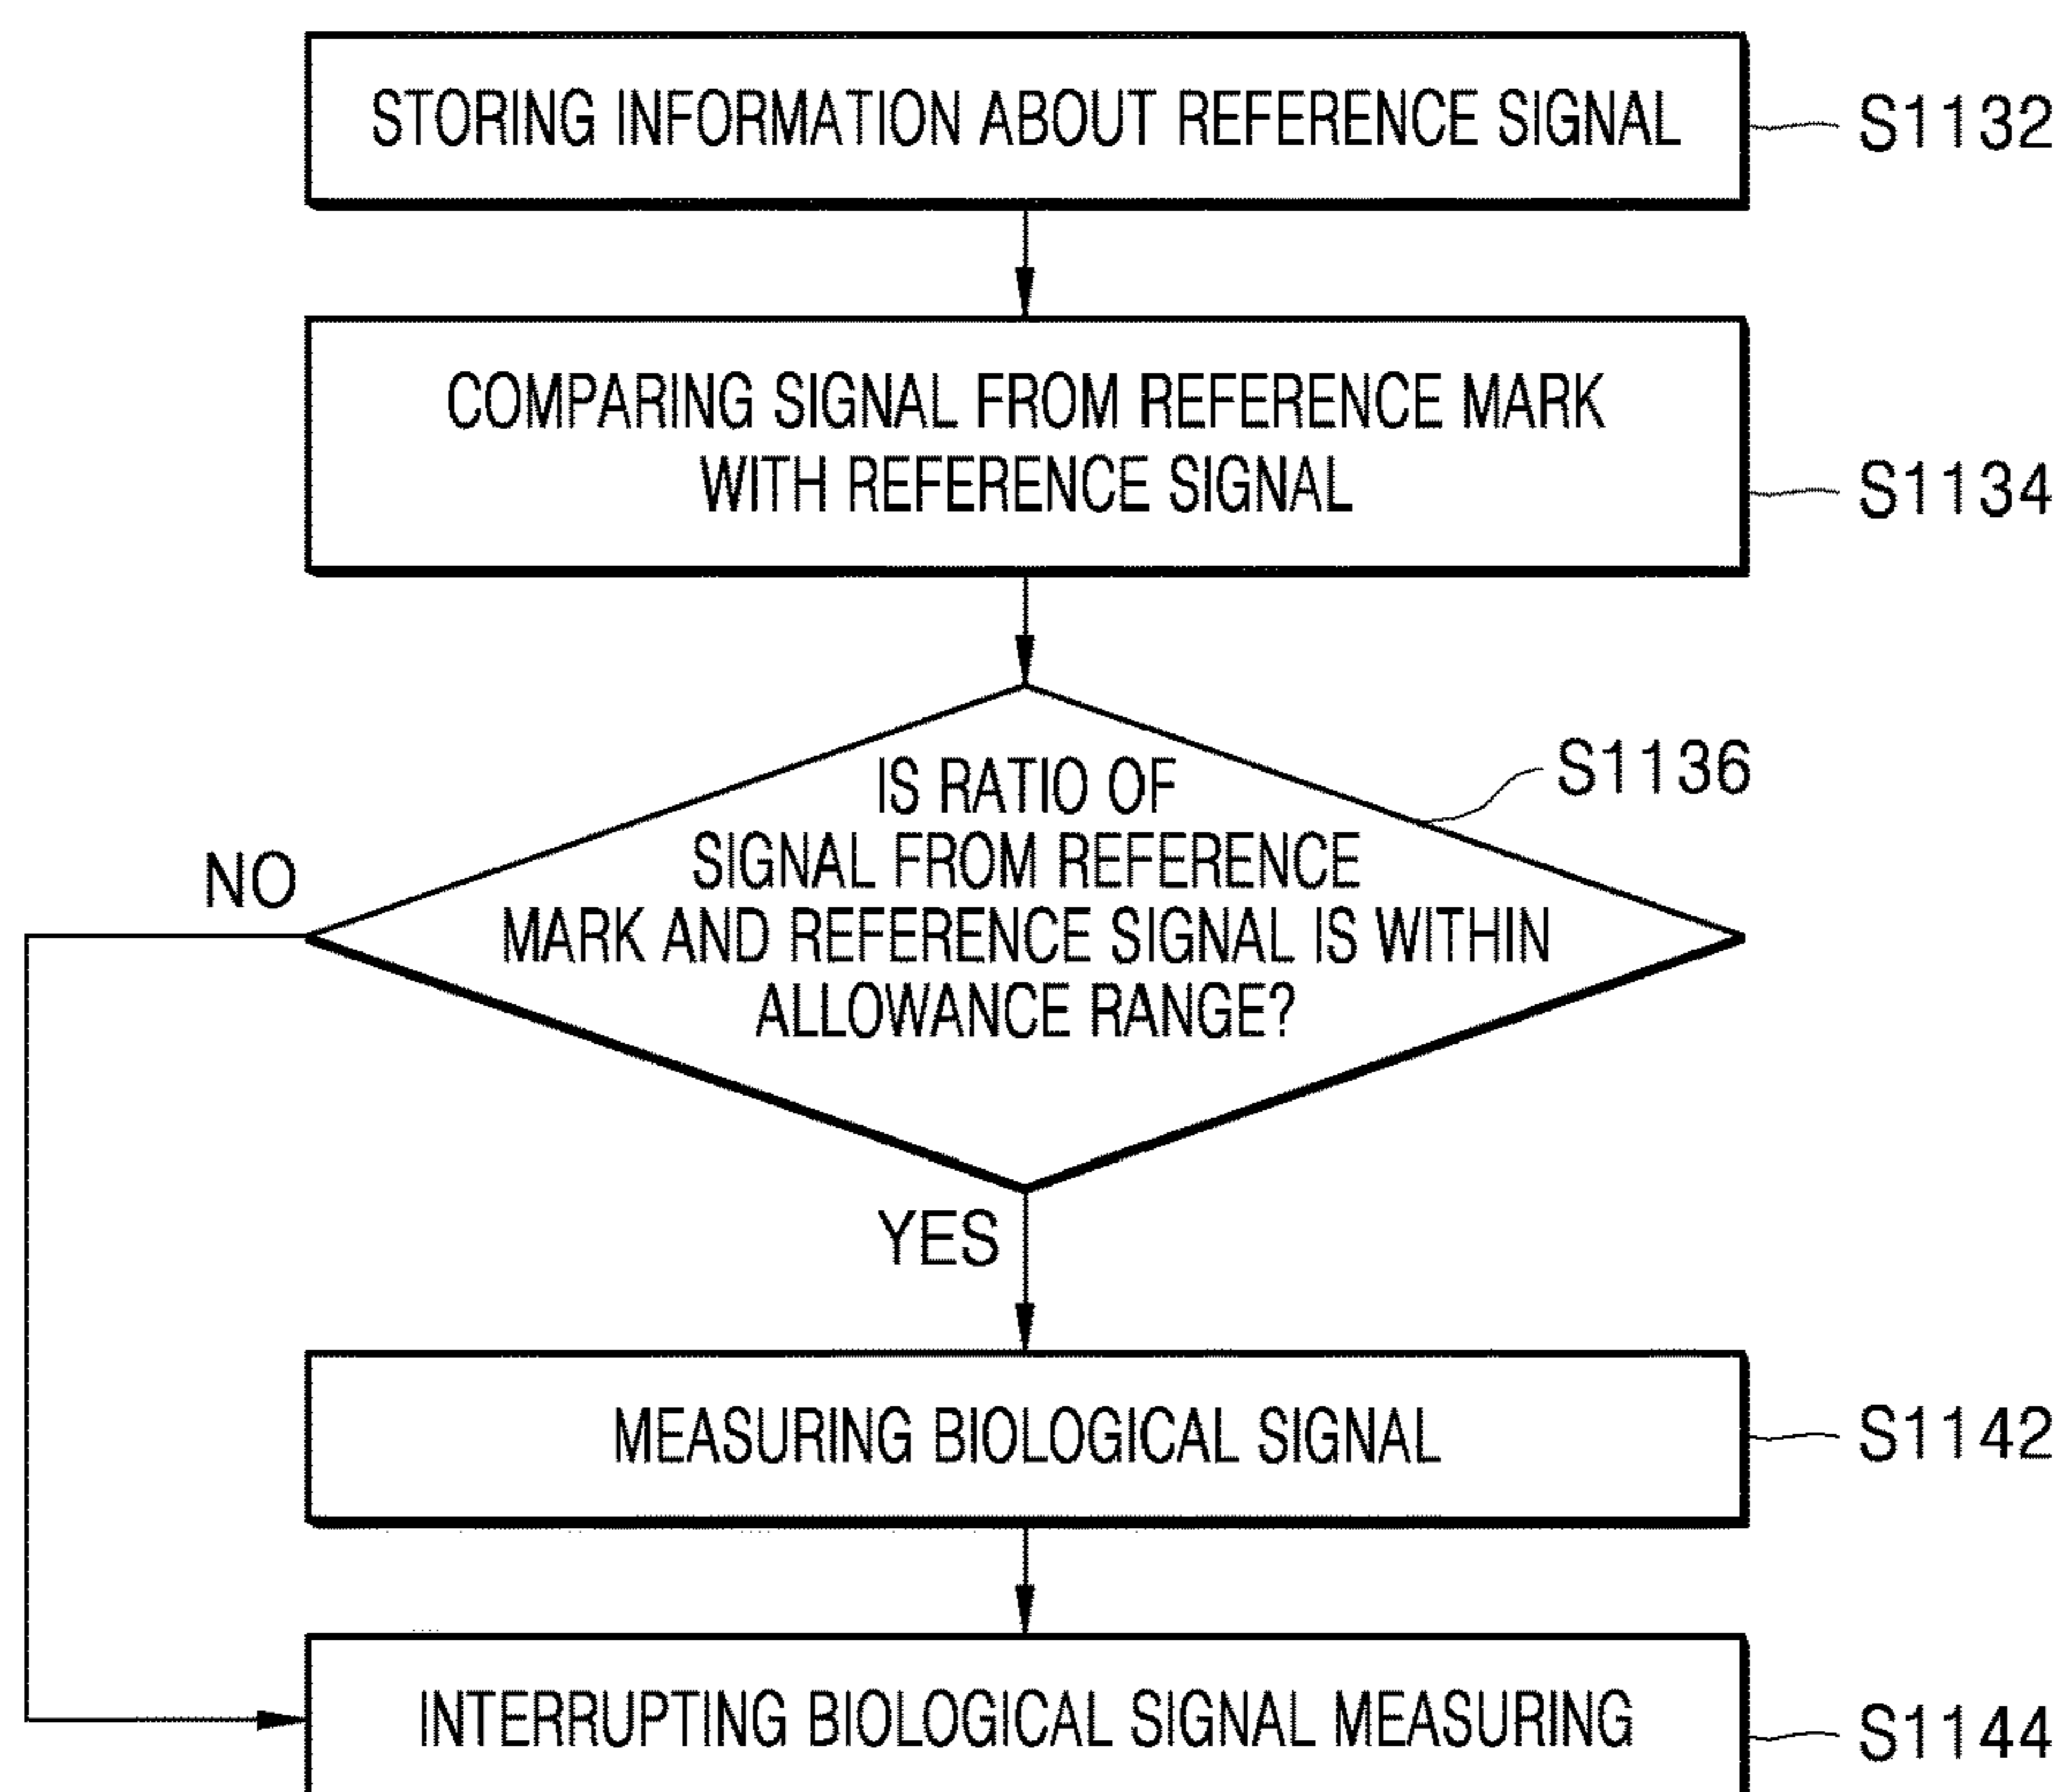 STORING INFORMATION ABOUT REFERENCE SIGNAL
S1132
COMPARING SIGNAL FROM REFERENCE MARK
WITH REFERENCE SIGNAL
S1134
IS RATIO OF
SIGNAL FROM REFERENCE
MARK AND REFERENCE SIGNAL IS WITHIN
ALLOWANCE RANGE?
S1136
NO
YES
MEASURING BIOLOGICAL SIGNAL
S1142
INTERRUPTING BIOLOGICAL SIGNAL MEASURING
S1144